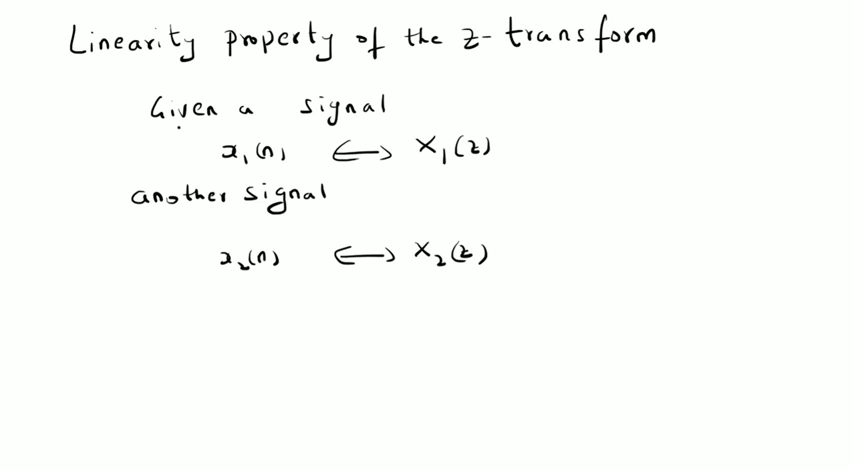 Linearity property of the z-transform
Given a signal
x₁(n) ⟺ X₁(z)
another signal
x₂(n) ⟺ X₂(z)